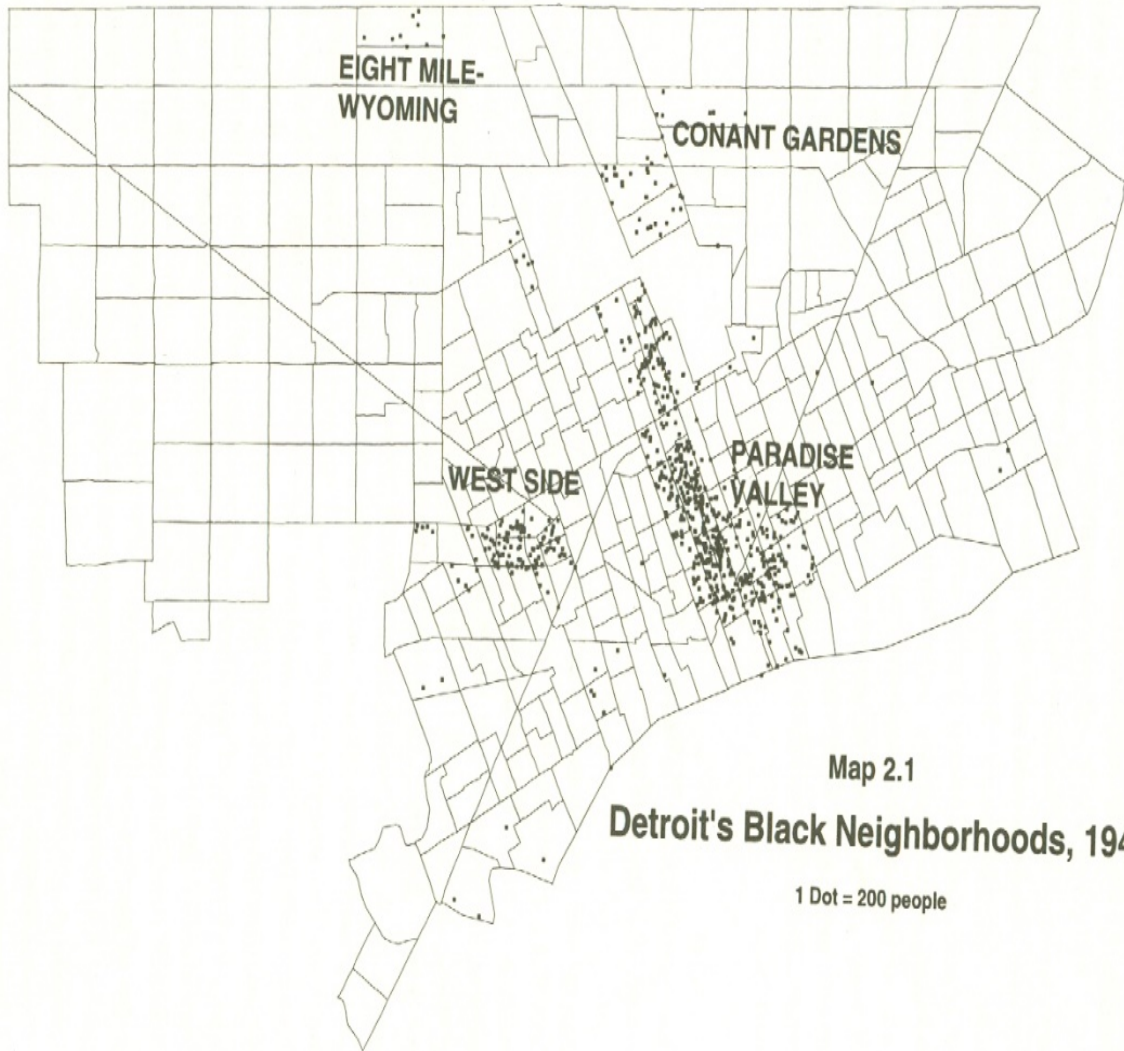 EIGHT MILE-
WYOMING
CONANT GARDENS
WEST SIDE
PARADISE
VALLEY
Map 2.1
Detroit's Black Neighborhoods,
1 Dot = 200 people